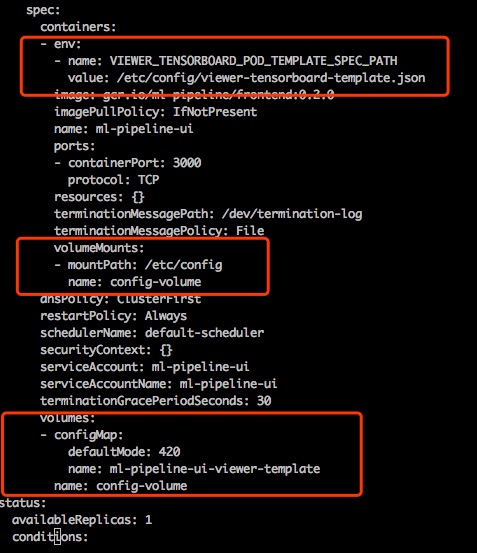 spec:
containers:
- env:
- name: VIEWER_TENSORBOARD_POD_TEMPLATE_SPEC_PATH
value: /etc/config/viewer-tensorboard-template.json
image: gcr.io/ml-pipeline/frontend:0.2.0
imagePullPolicy: IfNotPresent
name: ml-pipeline-ui
ports:
- containerPort: 3000
protocol: TCP
resources: {}
terminationMessagePath: /dev/termination-log
terminationMessagePolicy: File
volumeMounts:
- mountPath: /etc/config
name: config-volume
dnsPolicy: ClusterFirst
restartPolicy: Always
schedulerName: default-scheduler
securityContext: {}
serviceAccount: ml-pipeline-ui
serviceAccountName: ml-pipeline-ui
terminationGracePeriodSeconds: 30
volumes:
- configMap:
defaultMode: 420
name: ml-pipeline-ui-viewer-template
name: config-volume
status:
availableReplicas: 1
conditions: